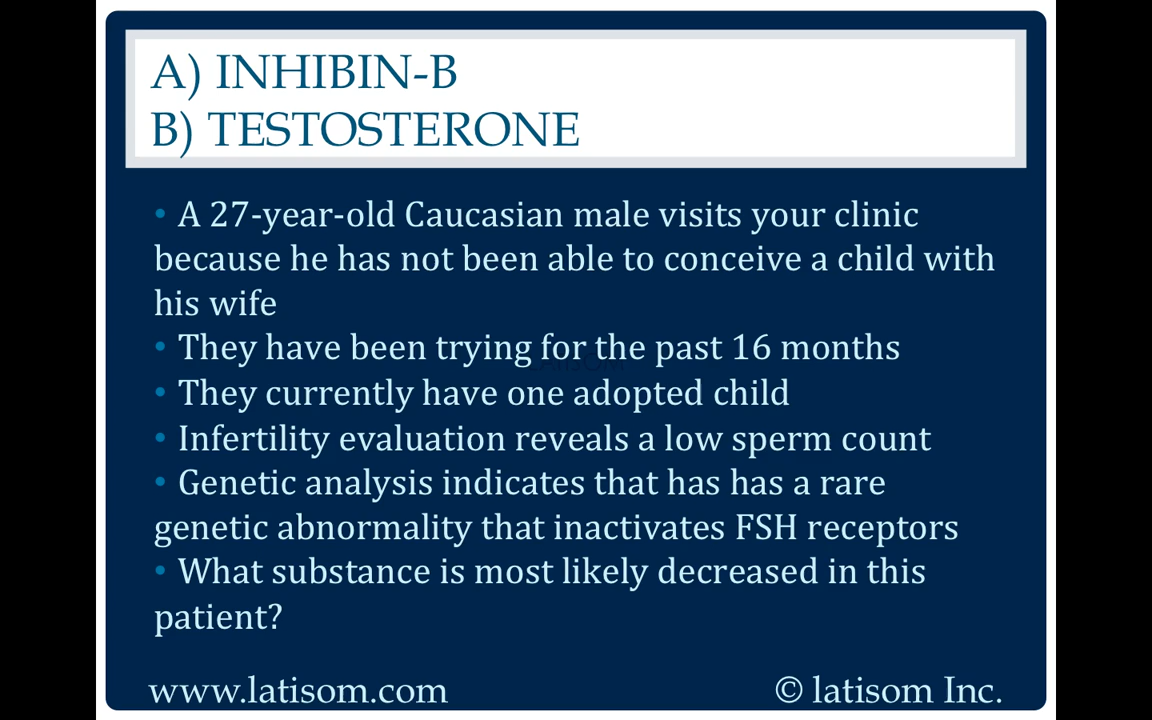 A) INHIBIN-B
B) TESTOSTERONE
• A 27-year-old Caucasian male visits your clinic
because he has not been able to conceive a child with
his wife
• They have been trying for the past 16 months
• They currently have one adopted child
• Infertility evaluation reveals a low sperm count
• Genetic analysis indicates that has has a rare
genetic abnormality that inactivates FSH receptors
• What substance is most likely decreased in this
patient?
www.latisom.com
© latisom Inc.